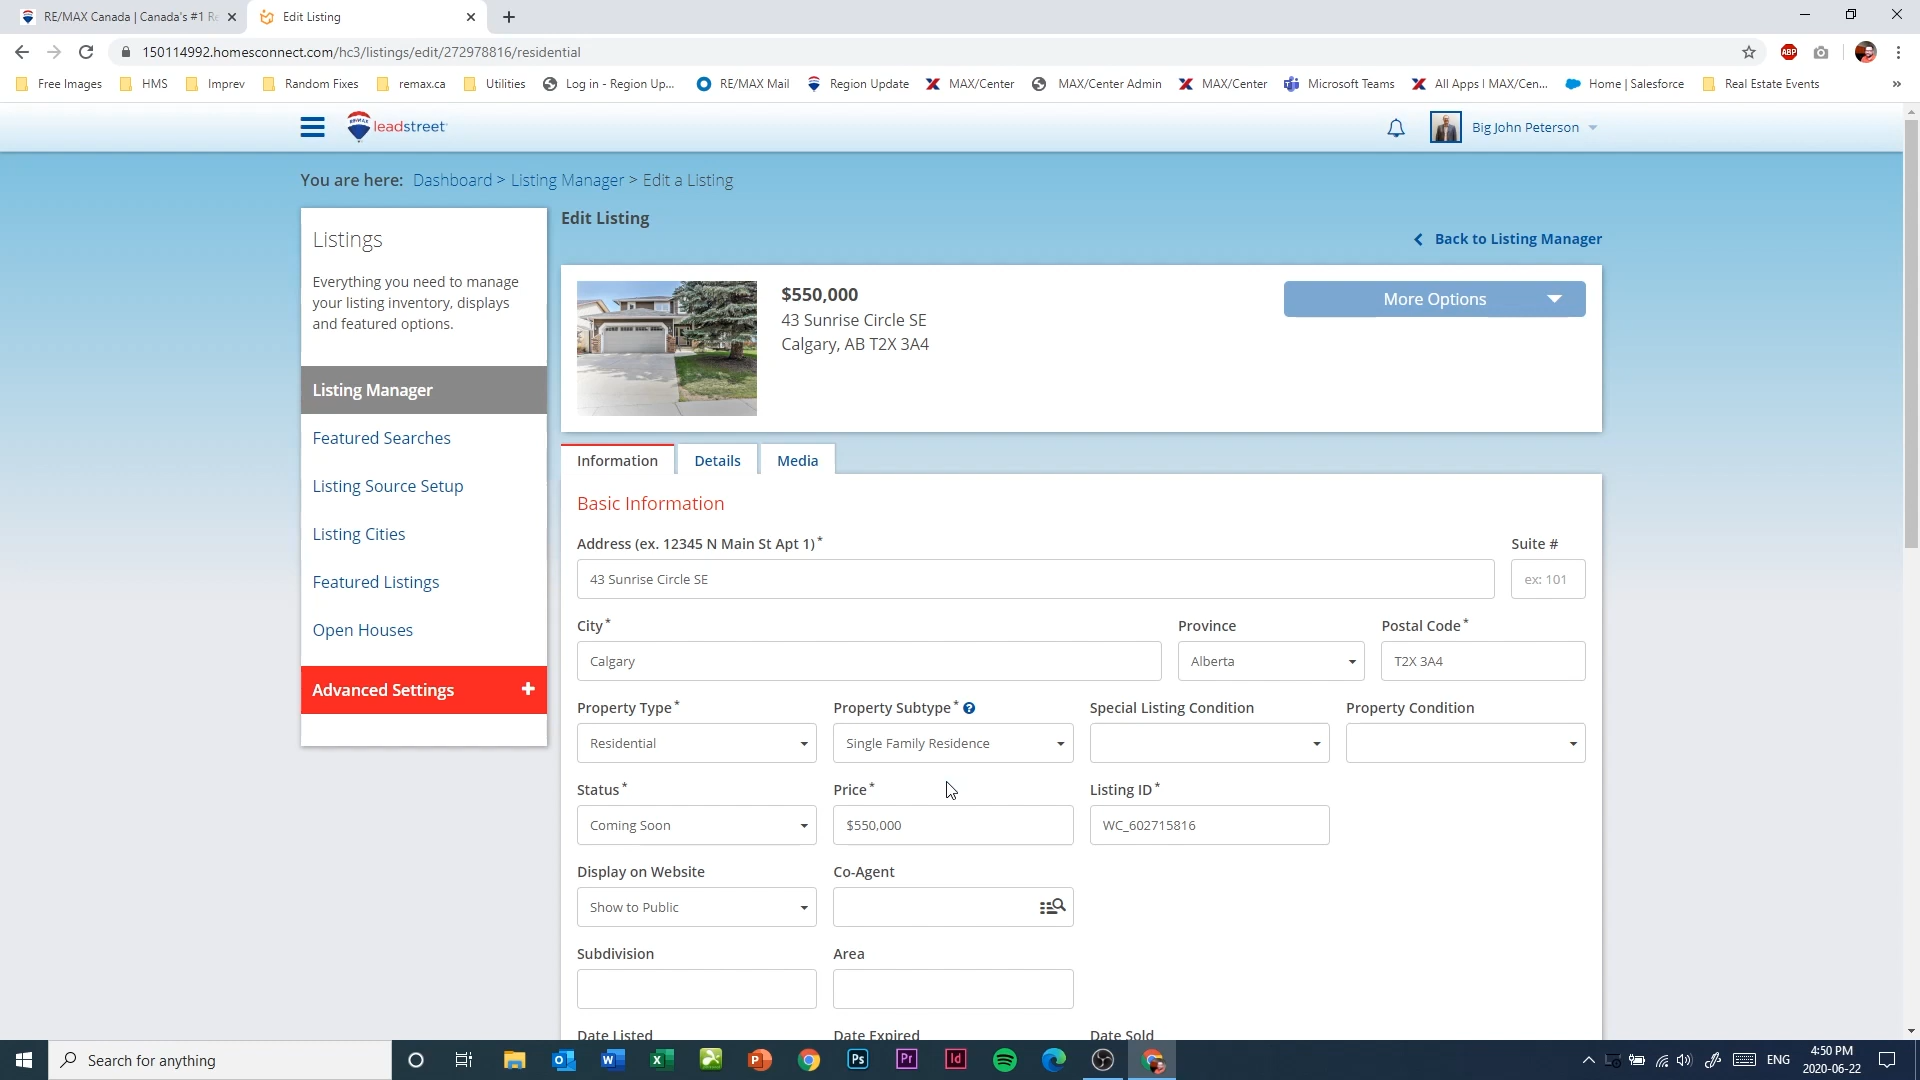 RE/MAX Canada | Canada's #1 Re
Edit Listing
150114992.homesconnect.com/hc3/listings/edit/272978816/residential
ABP
Free Images
HMS
Imprev
Random Fixes
remax.ca
Utilities
Log in - Region Up...
RE/MAX Mail
Region Update
MAX/Center
MAX/Center Admin
MAX/Center
Microsoft Teams
All Apps | MAX/Cen...
Home | Salesforce
Real Estate Events
»
RE/MAX leadstreet
Big John Peterson
You are here: Dashboard > Listing Manager > Edit a Listing
Listings
Everything you need to manage
your listing inventory, displays
and featured options.
Listing Manager
Featured Searches
Listing Source Setup
Listing Cities
Featured Listings
Open Houses
Advanced Settings +
Edit Listing
Back to Listing Manager
$550,000
43 Sunrise Circle SE
Calgary, AB T2X 3A4
More Options
Information
Details
Media
Basic Information
Address (ex. 12345 N Main St Apt 1)*
Suite #
43 Sunrise Circle SE
ex: 101
City*
Province
Postal Code*
Calgary
Alberta
T2X 3A4
Property Type*
Property Subtype* ?
Special Listing Condition
Property Condition
Residential
Single Family Residence
Status*
Price*
Listing ID*
Coming Soon
$550,000
WC_602715816
Display on Website
Co-Agent
Show to Public
Subdivision
Area
Date Listed
Date Expired
Date Sold
Search for anything
Ps
Pr
Id
ENG
4:50 PM
2020-06-22